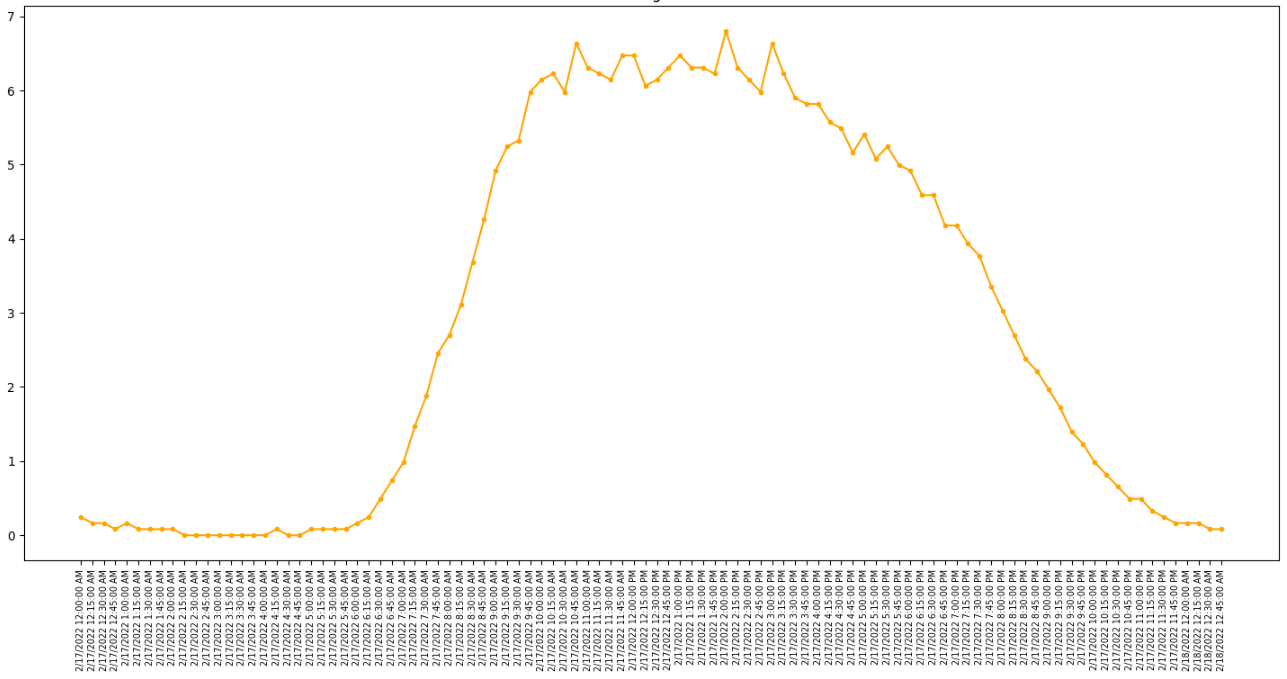 7
6
5
4
3
2
1
0
2/17/2022 12:00:00 AM
2/17/2022 12:15:00 AM
2/17/2022 12:30:00 AM
2/17/2022 12:45:00 AM
2/17/2022 1:00:00 AM
2/17/2022 1:15:00 AM
2/17/2022 1:30:00 AM
2/17/2022 1:45:00 AM
2/17/2022 2:00:00 AM
2/17/2022 2:15:00 AM
2/17/2022 2:30:00 AM
2/17/2022 2:45:00 AM
2/17/2022 3:00:00 AM
2/17/2022 3:15:00 AM
2/17/2022 3:30:00 AM
2/17/2022 3:45:00 AM
2/17/2022 4:00:00 AM
2/17/2022 4:15:00 AM
2/17/2022 4:30:00 AM
2/17/2022 4:45:00 AM
2/17/2022 5:00:00 AM
2/17/2022 5:15:00 AM
2/17/2022 5:30:00 AM
2/17/2022 5:45:00 AM
2/17/2022 6:00:00 AM
2/17/2022 6:15:00 AM
2/17/2022 6:30:00 AM
2/17/2022 6:45:00 AM
2/17/2022 7:00:00 AM
2/17/2022 7:15:00 AM
2/17/2022 7:30:00 AM
2/17/2022 7:45:00 AM
2/17/2022 8:00:00 AM
2/17/2022 8:15:00 AM
2/17/2022 8:30:00 AM
2/17/2022 8:45:00 AM
2/17/2022 9:00:00 AM
2/17/2022 9:15:00 AM
2/17/2022 9:30:00 AM
2/17/2022 9:45:00 AM
2/17/2022 10:00:00 AM
2/17/2022 10:15:00 AM
2/17/2022 10:30:00 AM
2/17/2022 10:45:00 AM
2/17/2022 11:00:00 AM
2/17/2022 11:15:00 AM
2/17/2022 11:30:00 AM
2/17/2022 11:45:00 AM
2/17/2022 12:00:00 PM
2/17/2022 12:15:00 PM
2/17/2022 12:30:00 PM
2/17/2022 12:45:00 PM
2/17/2022 1:00:00 PM
2/17/2022 1:15:00 PM
2/17/2022 1:30:00 PM
2/17/2022 1:45:00 PM
2/17/2022 2:00:00 PM
2/17/2022 2:15:00 PM
2/17/2022 2:30:00 PM
2/17/2022 2:45:00 PM
2/17/2022 3:00:00 PM
2/17/2022 3:15:00 PM
2/17/2022 3:30:00 PM
2/17/2022 3:45:00 PM
2/17/2022 4:00:00 PM
2/17/2022 4:15:00 PM
2/17/2022 4:30:00 PM
2/17/2022 4:45:00 PM
2/17/2022 5:00:00 PM
2/17/2022 5:15:00 PM
2/17/2022 5:30:00 PM
2/17/2022 5:45:00 PM
2/17/2022 6:00:00 PM
2/17/2022 6:15:00 PM
2/17/2022 6:30:00 PM
2/17/2022 6:45:00 PM
2/17/2022 7:00:00 PM
2/17/2022 7:15:00 PM
2/17/2022 7:30:00 PM
2/17/2022 7:45:00 PM
2/17/2022 8:00:00 PM
2/17/2022 8:15:00 PM
2/17/2022 8:30:00 PM
2/17/2022 8:45:00 PM
2/17/2022 9:00:00 PM
2/17/2022 9:15:00 PM
2/17/2022 9:30:00 PM
2/17/2022 9:45:00 PM
2/17/2022 10:00:00 PM
2/17/2022 10:15:00 PM
2/17/2022 10:30:00 PM
2/17/2022 10:45:00 PM
2/17/2022 11:00:00 PM
2/17/2022 11:15:00 PM
2/17/2022 11:30:00 PM
2/17/2022 11:45:00 PM
2/18/2022 12:00:00 AM
2/18/2022 12:15:00 AM
2/18/2022 12:30:00 AM
2/18/2022 12:45:00 AM